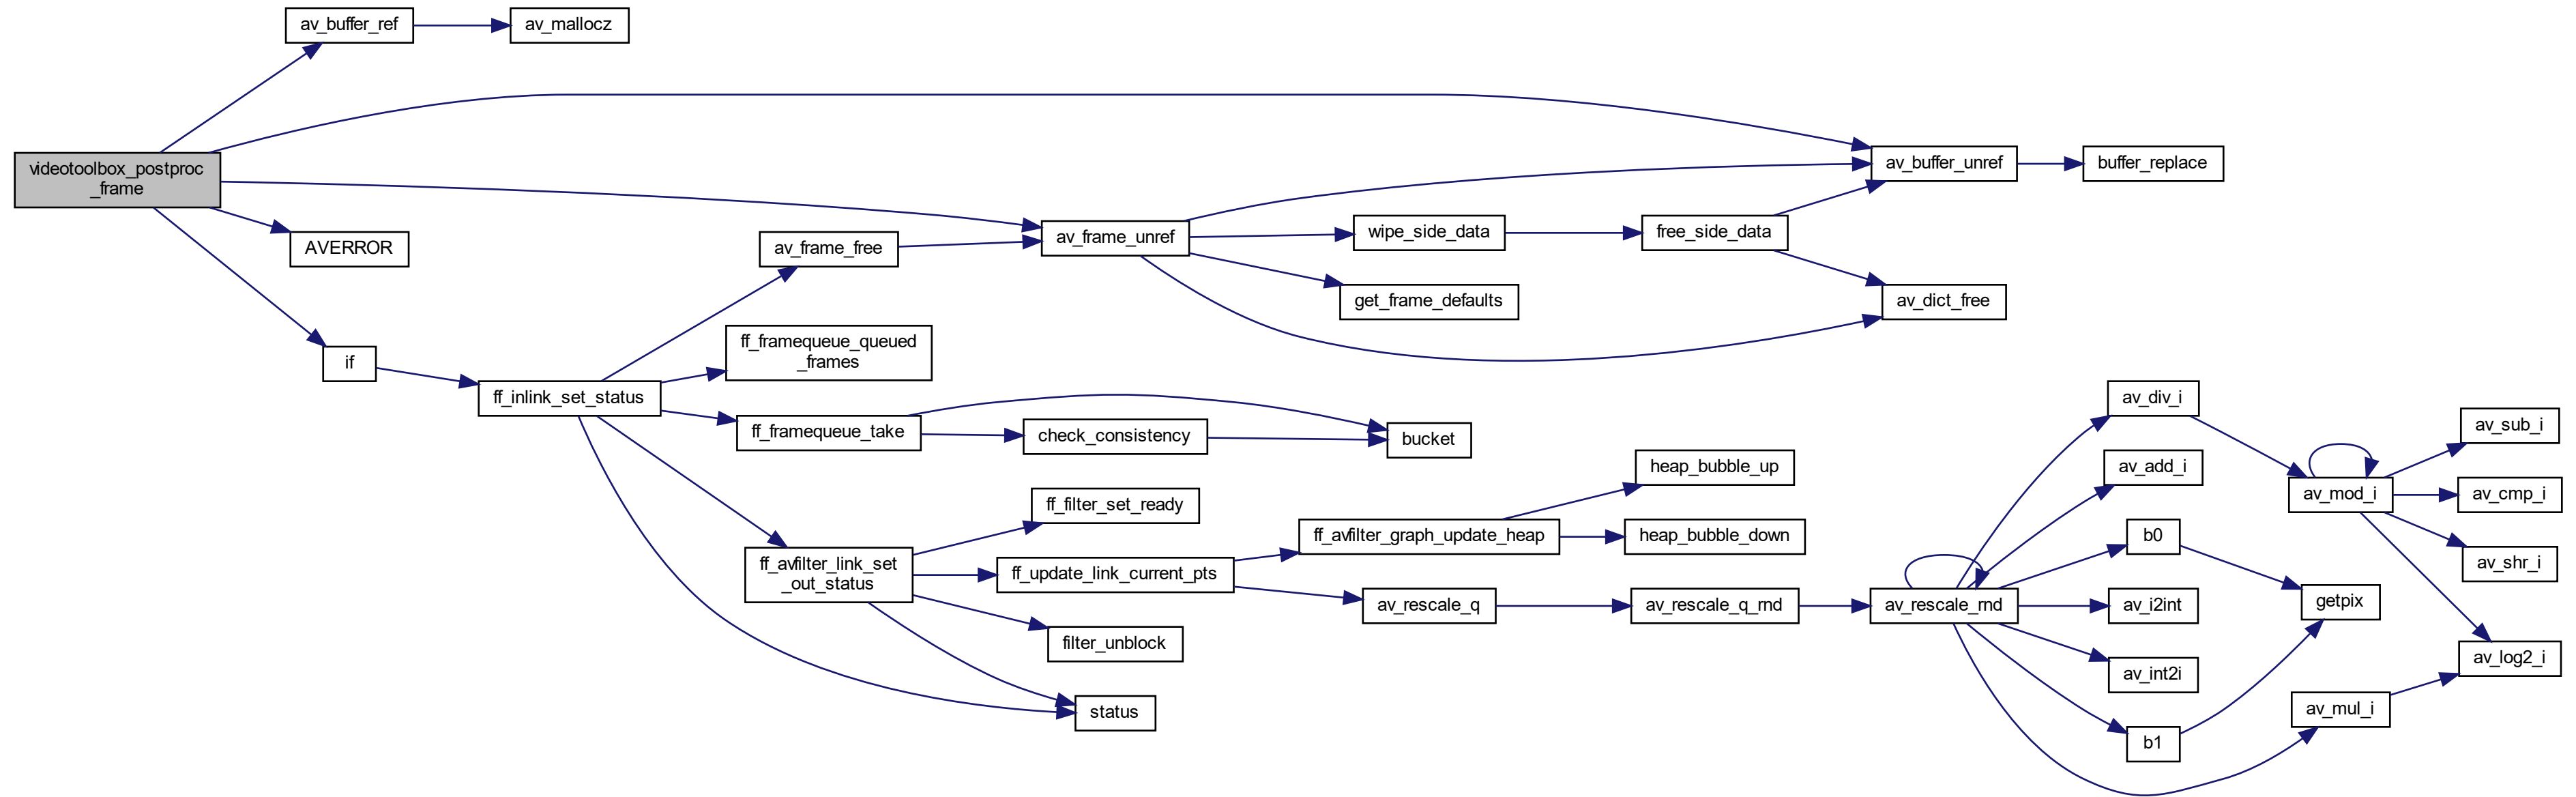 av_buffer_ref
av_mallocz
videotoolbox_postproc
_frame
AVERROR
if
av_buffer_unref
buffer_replace
av_frame_free
av_frame_unref
wipe_side_data
free_side_data
get_frame_defaults
av_dict_free
ff_inlink_set_status
ff_framequeue_queued
_frames
ff_framequeue_take
check_consistency
bucket
ff_avfilter_link_set
_out_status
ff_filter_set_ready
ff_update_link_current_pts
filter_unblock
status
ff_avfilter_graph_update_heap
heap_bubble_up
heap_bubble_down
av_rescale_q
av_rescale_q_rnd
av_rescale_rnd
av_div_i
av_add_i
b0
av_i2int
av_int2i
b1
av_mod_i
getpix
av_mul_i
av_sub_i
av_cmp_i
av_shr_i
av_log2_i